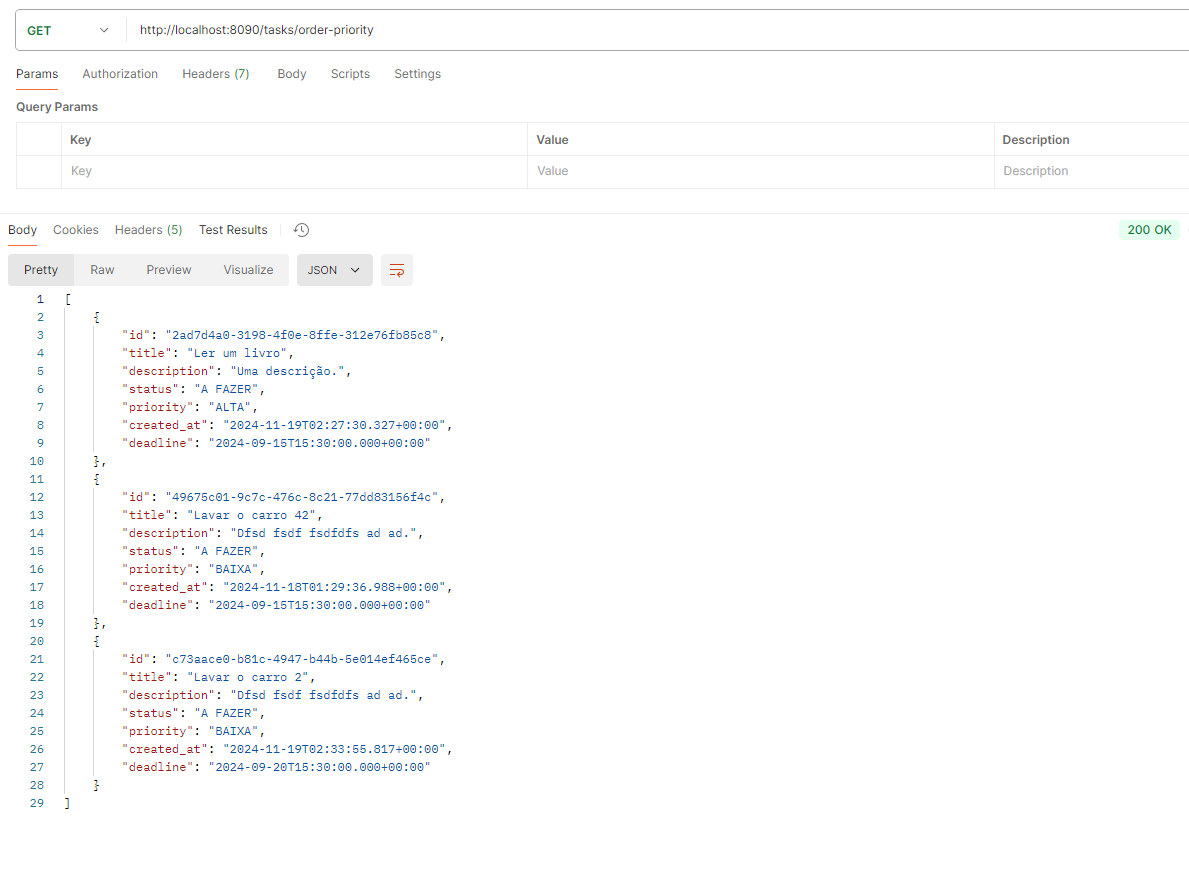 GET http://localhost:8090/tasks/order-priority
Params Authorization Headers (7) Body Scripts Settings
Query Params
Key Value Description
Key Value Description
Body Cookies Headers (5) Test Results 200 OK
Pretty Raw Preview Visualize JSON
1 [
2 {
3 "id": "2ad7d4a0-3198-4f0e-8ffe-312e76fb85c8",
4 "title": "Ler um livro",
5 "description": "Uma descrição.",
6 "status": "A FAZER",
7 "priority": "ALTA",
8 "created_at": "2024-11-19T02:27:30.327+00:00",
9 "deadline": "2024-09-15T15:30:00.000+00:00"
10 },
11 {
12 "id": "49675c01-9c7c-476c-8c21-77dd83156f4c",
13 "title": "Lavar o carro 42",
14 "description": "Dfsd fsdf fsdfdfs ad ad.",
15 "status": "A FAZER",
16 "priority": "BAIXA",
17 "created_at": "2024-11-18T01:29:36.988+00:00",
18 "deadline": "2024-09-15T15:30:00.000+00:00"
19 },
20 {
21 "id": "c73aace0-b81c-4947-b44b-5e014ef465ce",
22 "title": "Lavar o carro 2",
23 "description": "Dfsd fsdf fsdfdfs ad ad.",
24 "status": "A FAZER",
25 "priority": "BAIXA",
26 "created_at": "2024-11-19T02:33:55.817+00:00",
27 "deadline": "2024-09-20T15:30:00.000+00:00"
28 }
29 ]